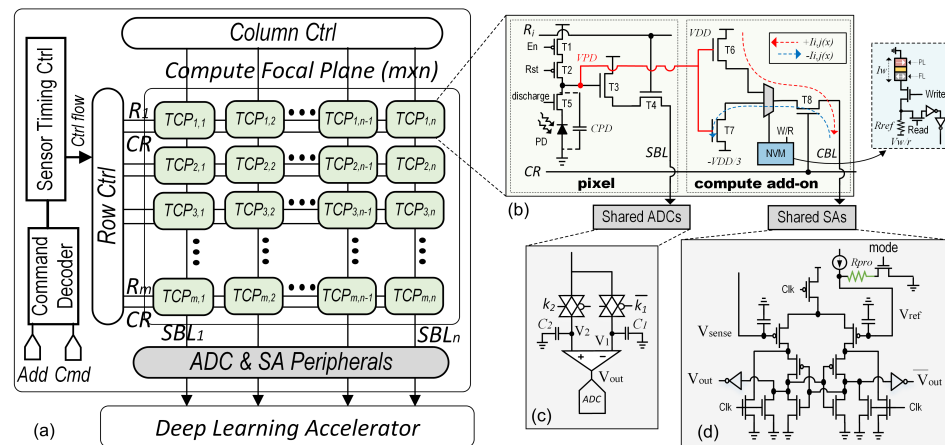 Column Ctrl
Compute Focal Plane (mxn)
Sensor Timing Ctrl
Ctrl flow
Row Ctrl
Command Decoder
Add Cmd
R1
CR
TCP1,1 TCP1,2 TCP1,n-1 TCP1,n
TCP2,1 TCP2,2 TCP2,n-1 TCP2,n
TCP3,1 TCP3,2 TCP3,n-1 TCP3,n
Rm
CR
TCPm,1 TCPm,2 TCPm,n-1 TCPm,n
SBL1 SBLn
ADC & SA Peripherals
Deep Learning Accelerator
(a)
Ri
En
T1
Rst
T2
VPD
discharge
T5
T3
T4
PD
CPD
SBL
CR
pixel
VDD
T6
+Ii,j(x)
-Ii,j(x)
T7
-VDD/3
T8
W/R
NVM
CBL
compute add-on
Iw
PL
FL
Write
Rref
Read
Vw/r
(b)
Shared ADCs
Shared SAs
k2 k1
C2 C1
V2 V1
+ -
Vout
ADC
(c)
mode
Rpro
Clk
Vsense
Vref
Vout Vout
Clk Clk
(d)